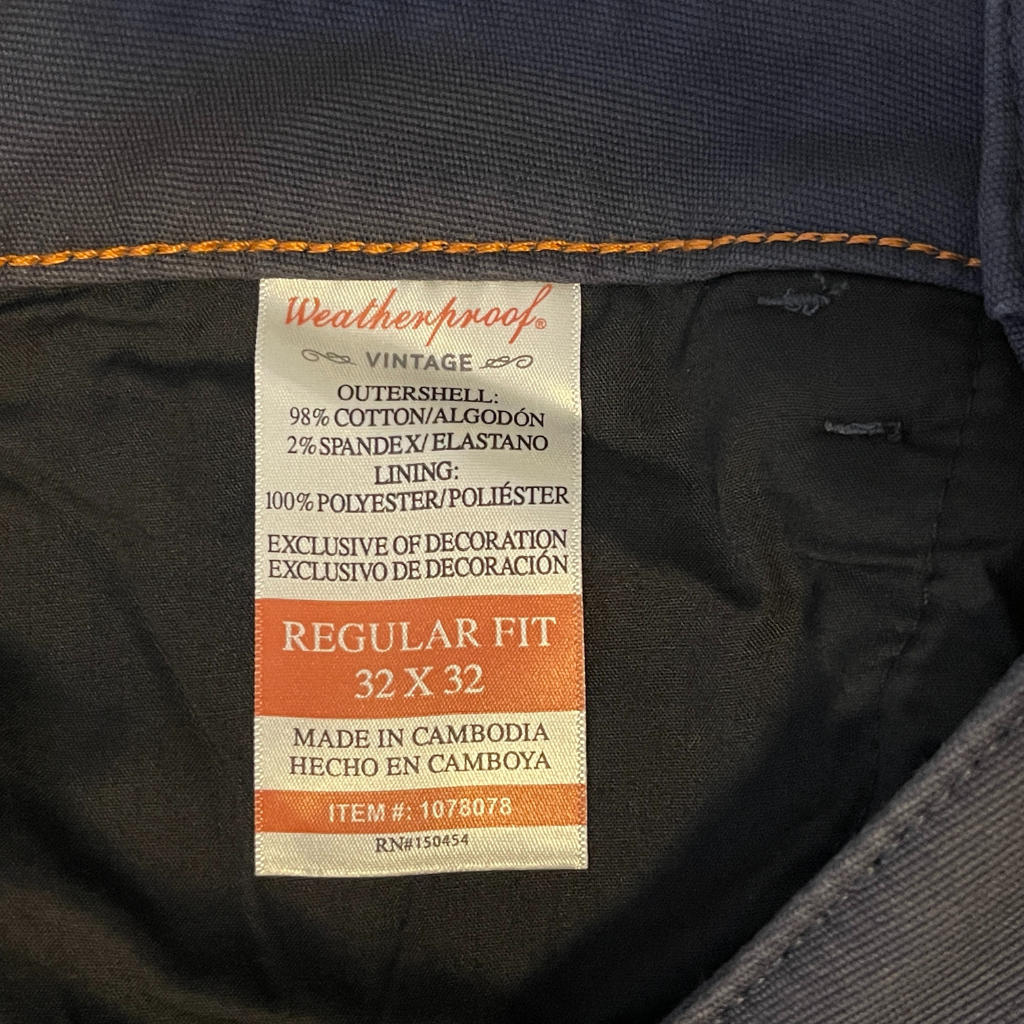 Weatherproof®
VINTAGE
OUTERSHELL:
98% COTTON/ALGODÓN
2% SPANDEX/ELASTANO
LINING:
100% POLYESTER/POLIÉSTER
EXCLUSIVE OF DECORATION
EXCLUSIVO DE DECORACIÓN
REGULAR FIT
32 X 32
MADE IN CAMBODIA
HECHO EN CAMBOYA
ITEM #: 1078078
RN#150454